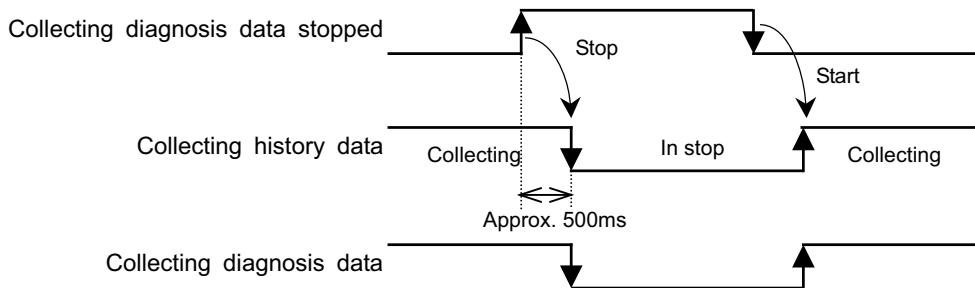 Collecting diagnosis data stopped
Stop
Start
Collecting history data
Collecting
In stop
Collecting
Approx. 500ms
Collecting diagnosis data